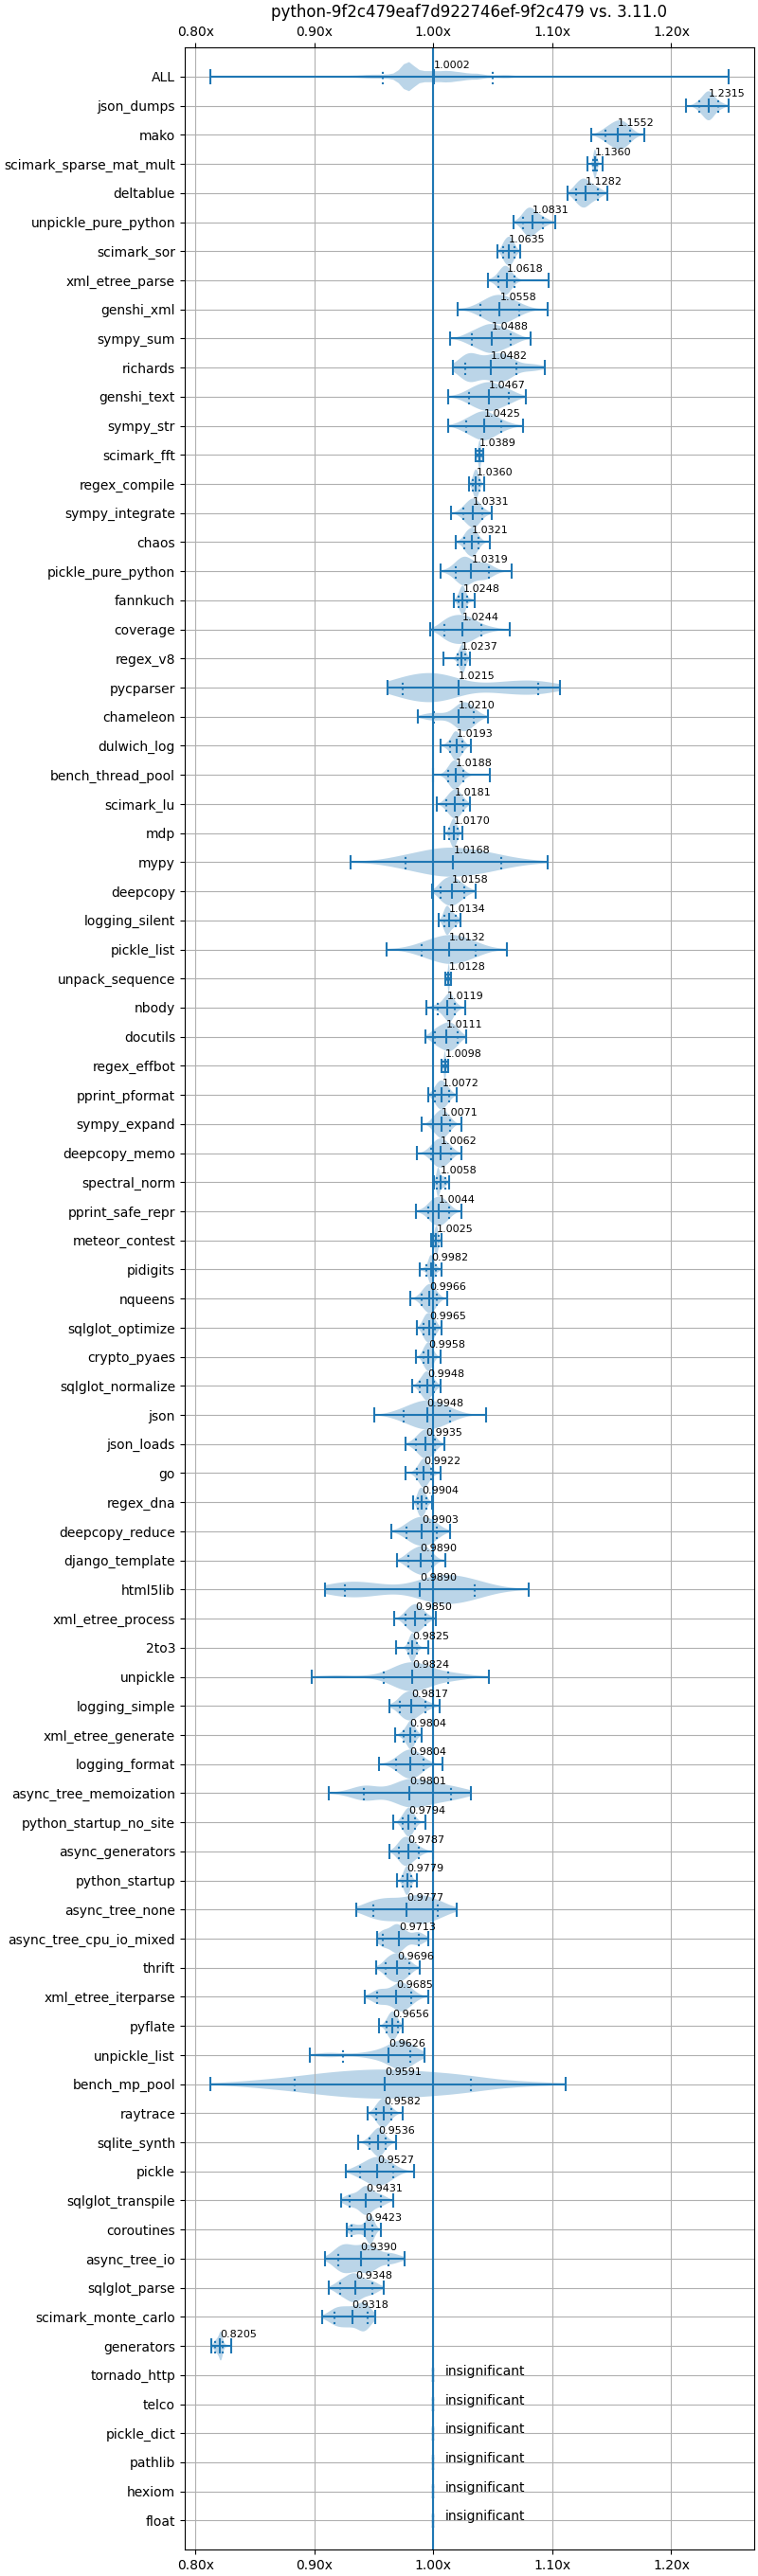 python-9f2c479eaf7d922746ef-9f2c479 vs. 3.11.0
0.80x 0.90x 1.00x 1.10x 1.20x
ALL 1.0002
json_dumps 1.2315
mako 1.1552
scimark_sparse_mat_mult 1.1360
deltablue 1.1282
unpickle_pure_python 1.0831
scimark_sor 1.0635
xml_etree_parse 1.0618
genshi_xml 1.0558
sympy_sum 1.0488
richards 1.0482
genshi_text 1.0467
sympy_str 1.0425
scimark_fft 1.0389
regex_compile 1.0360
sympy_integrate 1.0331
chaos 1.0321
pickle_pure_python 1.0319
fannkuch 1.0248
coverage 1.0244
regex_v8 1.0237
pycparser 1.0215
chameleon 1.0210
dulwich_log 1.0193
bench_thread_pool 1.0188
scimark_lu 1.0181
mdp 1.0170
mypy 1.0168
deepcopy 1.0158
logging_silent 1.0134
pickle_list 1.0132
unpack_sequence 1.0128
nbody 1.0119
docutils 1.0111
regex_effbot 1.0098
pprint_pformat 1.0072
sympy_expand 1.0071
deepcopy_memo 1.0062
spectral_norm 1.0058
pprint_safe_repr 1.0044
meteor_contest 1.0025
pidigits 0.9982
nqueens 0.9966
sqlglot_optimize 0.9965
crypto_pyaes 0.9958
sqlglot_normalize 0.9948
json 0.9948
json_loads 0.9935
go 0.9922
regex_dna 0.9904
deepcopy_reduce 0.9903
django_template 0.9890
html5lib 0.9890
xml_etree_process 0.9850
2to3 0.9825
unpickle 0.9824
logging_simple 0.9817
xml_etree_generate 0.9804
logging_format 0.9804
async_tree_memoization 0.9801
python_startup_no_site 0.9794
async_generators 0.9787
python_startup 0.9779
async_tree_none 0.9777
async_tree_cpu_io_mixed 0.9713
thrift 0.9696
xml_etree_iterparse 0.9685
pyflate 0.9656
unpickle_list 0.9626
bench_mp_pool 0.9591
raytrace 0.9582
sqlite_synth 0.9536
pickle 0.9527
sqlglot_transpile 0.9431
coroutines 0.9423
async_tree_io 0.9390
sqlglot_parse 0.9348
scimark_monte_carlo 0.9318
generators 0.8205
tornado_http insignificant
telco insignificant
pickle_dict insignificant
pathlib insignificant
hexiom insignificant
float insignificant
0.80x 0.90x 1.00x 1.10x 1.20x